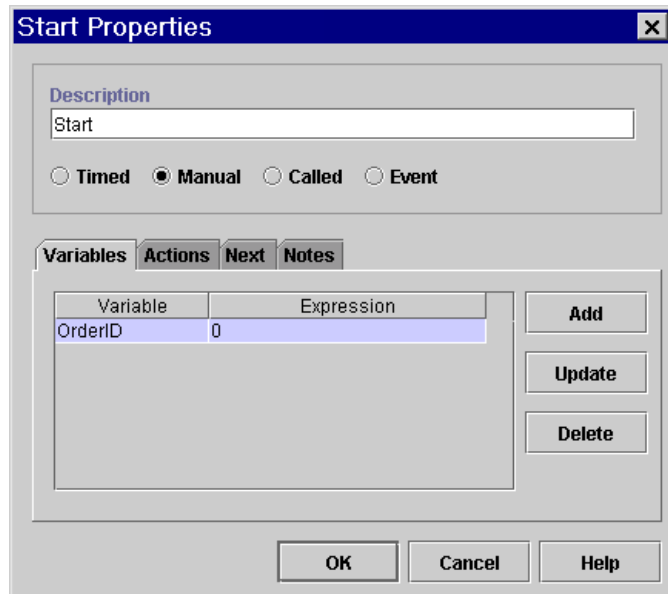 Start Properties
Description
Start
Timed Manual Called Event
Variables Actions Next Notes
Variable Expression
OrderID 0
Add
Update
Delete
OK Cancel Help